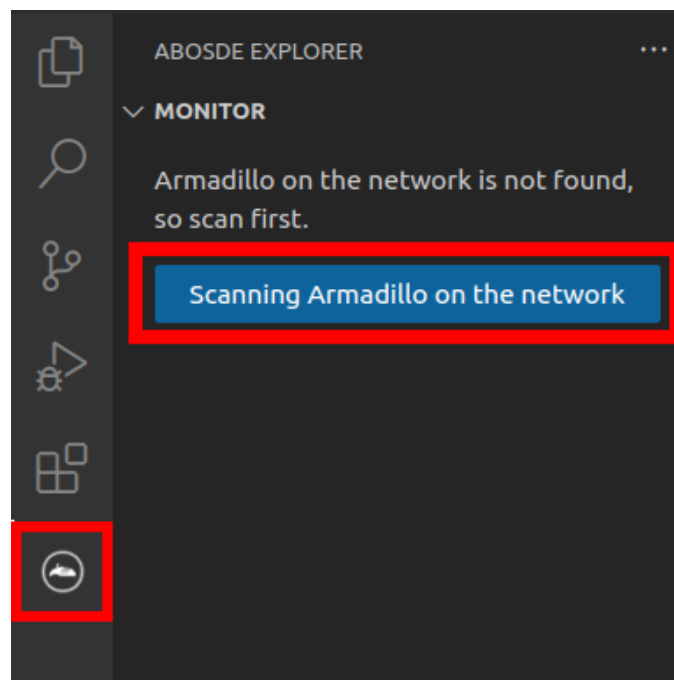 ABOSDE EXPLORER
MONITOR
Armadillo on the network is not found,
so scan first.
Scanning Armadillo on the network